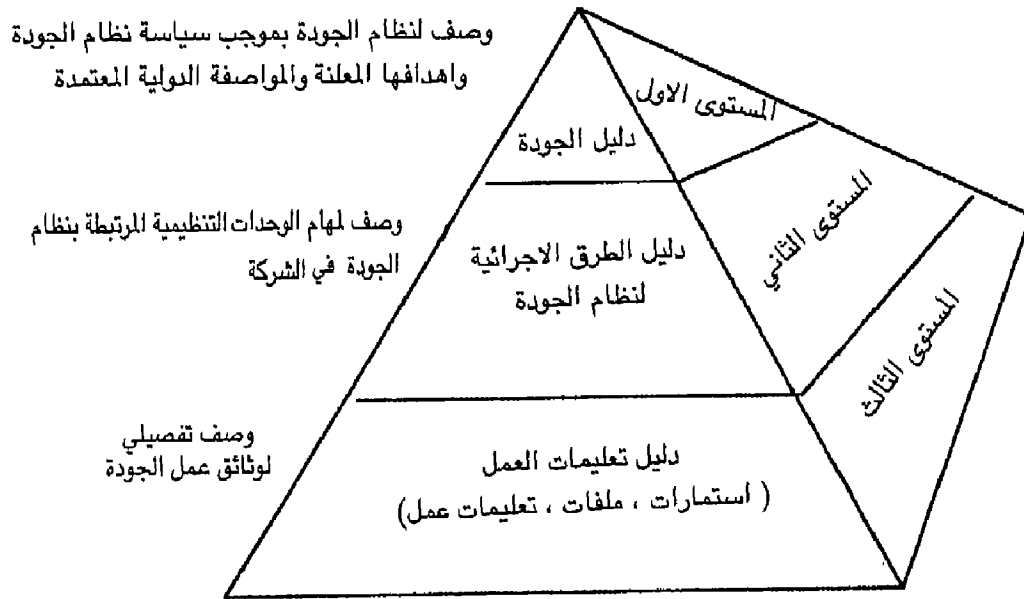 وصف لنظام الجودة بموجب سياسة نظام الجودة
واهدافها المعلنة والمواصفة الدولية المعتمدة
المستوى الاول
دليل الجودة
وصف لمهام الوحدات التنظيمية المرتبطة بنظام
الجودة في الشركة
المستوى الثاني
دليل الطرق الاجرائية
لنظام الجودة
المستوى الثالث
وصف تفصيلي
لوثائق عمل الجودة
دليل تعليمات العمل
( استمارات ، ملفات ، تعليمات عمل)